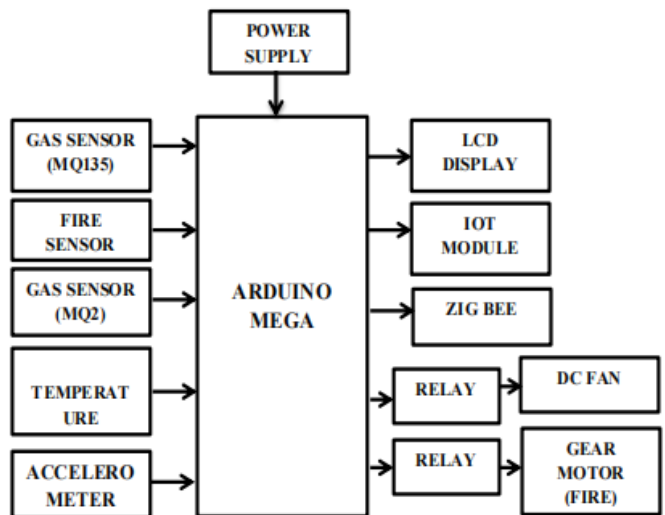 POWER
SUPPLY
GAS SENSOR
(MQ135)
FIRE
SENSOR
GAS SENSOR
(MQ2)
TEMPERAT
URE
ACCELERO
METER
ARDUINO
MEGA
LCD
DISPLAY
IOT
MODULE
ZIG BEE
RELAY
DC FAN
RELAY
GEAR
MOTOR
(FIRE)